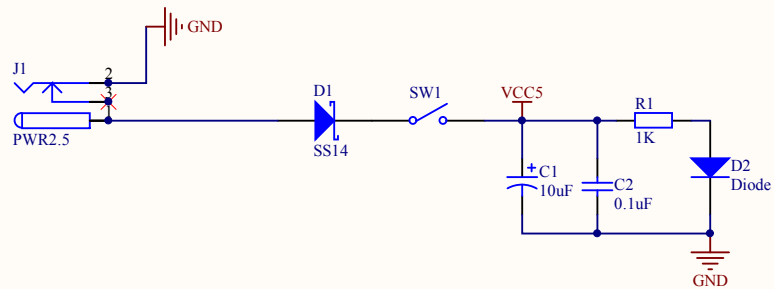 GND
J1
2
3
1
PWR2.5
D1
SS14
SW1
VCC5
R1
1K
C1
10uF
C2
0.1uF
D2
Diode
GND